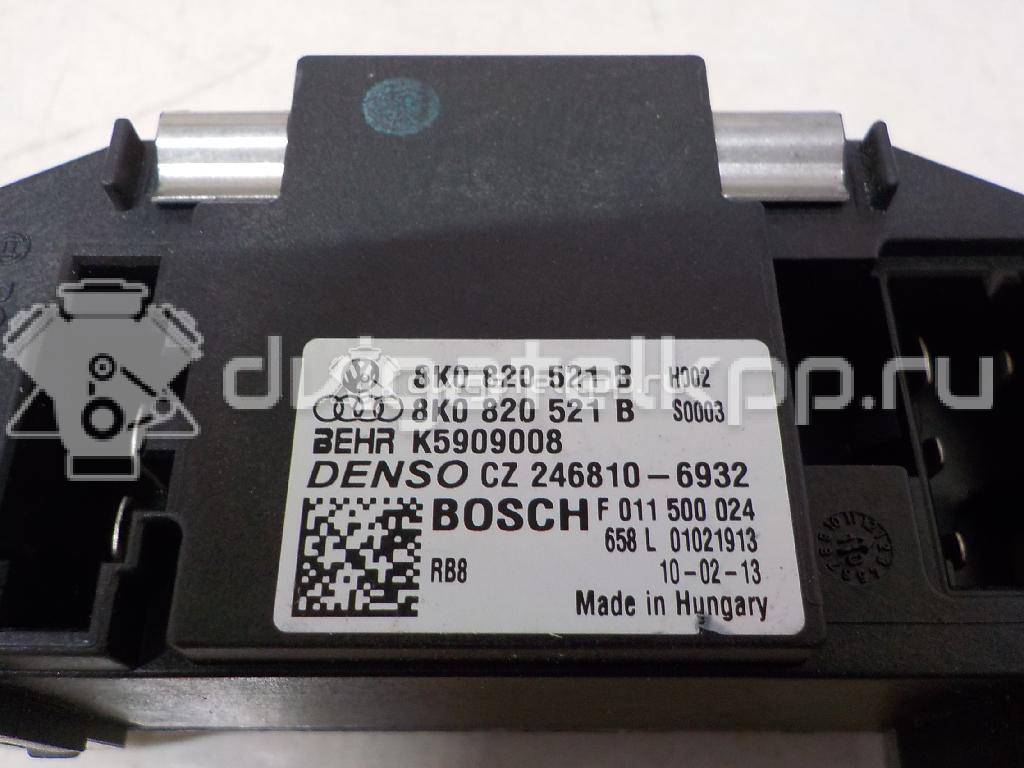 8K0 820 521 B H002
8K0 820 521 B S0003
BEHR K5909008
DENSO CZ 246810-6932
BOSCH F 011 500 024
658 L 01021913
RB8 10-02-13
Made in Hungary
dvigatelkpp.ru